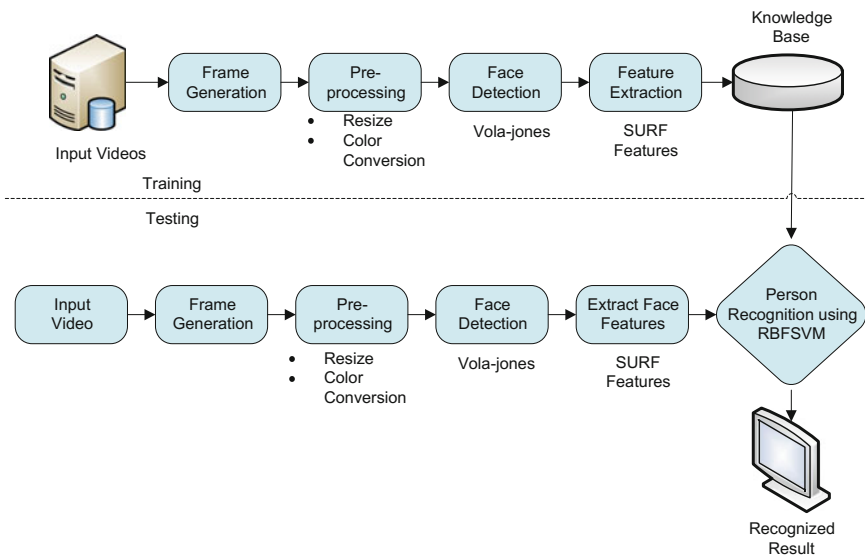 Knowledge
Base
Frame
Generation
Pre-
processing
Face
Detection
Feature
Extraction
• Resize
• Color
Conversion
Vola-jones
SURF
Features
Input Videos
Training
Testing
Input
Video
Frame
Generation
Pre-
processing
Face
Detection
Extract Face
Features
Person
Recognition using
RBFSVM
• Resize
• Color
Conversion
Vola-jones
SURF
Features
Recognized
Result